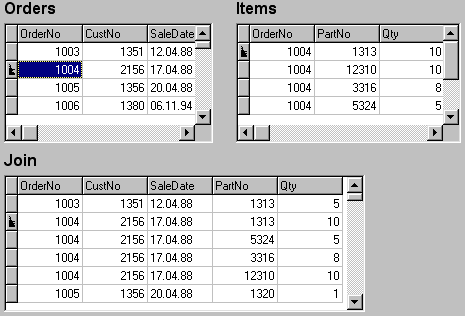 Orders
OrderNo CustNo SaleDate
1003 1351 12.04.88
1004 2156 17.04.88
1005 1356 20.04.88
1006 1380 06.11.94
Items
OrderNo PartNo Qty
1004 1313 10
1004 12310 10
1004 3316 8
1004 5324 5
Join
OrderNo CustNo SaleDate PartNo Qty
1003 1351 12.04.88 1313 5
1004 2156 17.04.88 1313 10
1004 2156 17.04.88 5324 5
1004 2156 17.04.88 3316 8
1004 2156 17.04.88 12310 10
1005 1356 20.04.88 1320 1